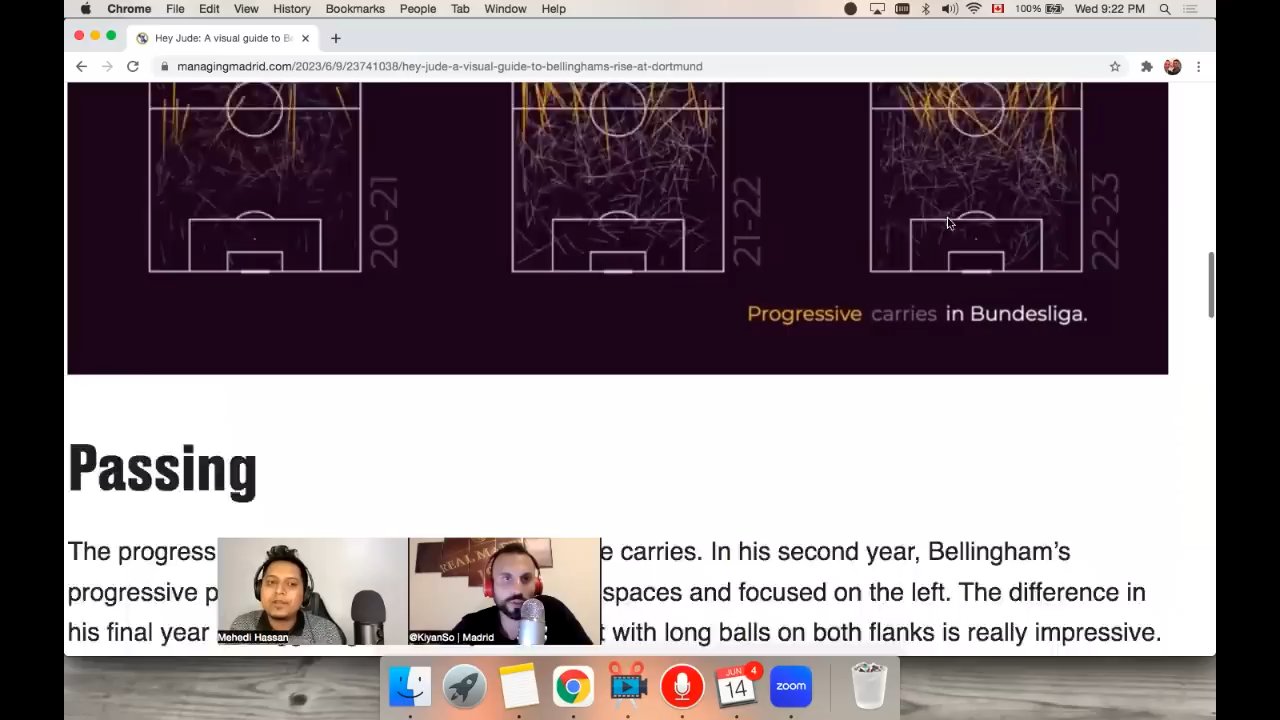 Chrome File Edit View History Bookmarks People Tab Window Help 100% Wed 9:22 PM
Hey Jude: A visual guide to Be
managingmadrid.com/2023/6/9/23741038/hey-jude-a-visual-guide-to-bellinghams-rise-at-dortmund
20-21
21-22
22-23
Progressive carries in Bundesliga.
Passing
The progress e carries. In his second year, Bellingham's
progressive p spaces and focused on the left. The difference in
his final year t with long balls on both flanks is really impressive.
REAL MA
Mehedi Hassan
@KiyanSo | Madrid
JUN
4
14
zoom